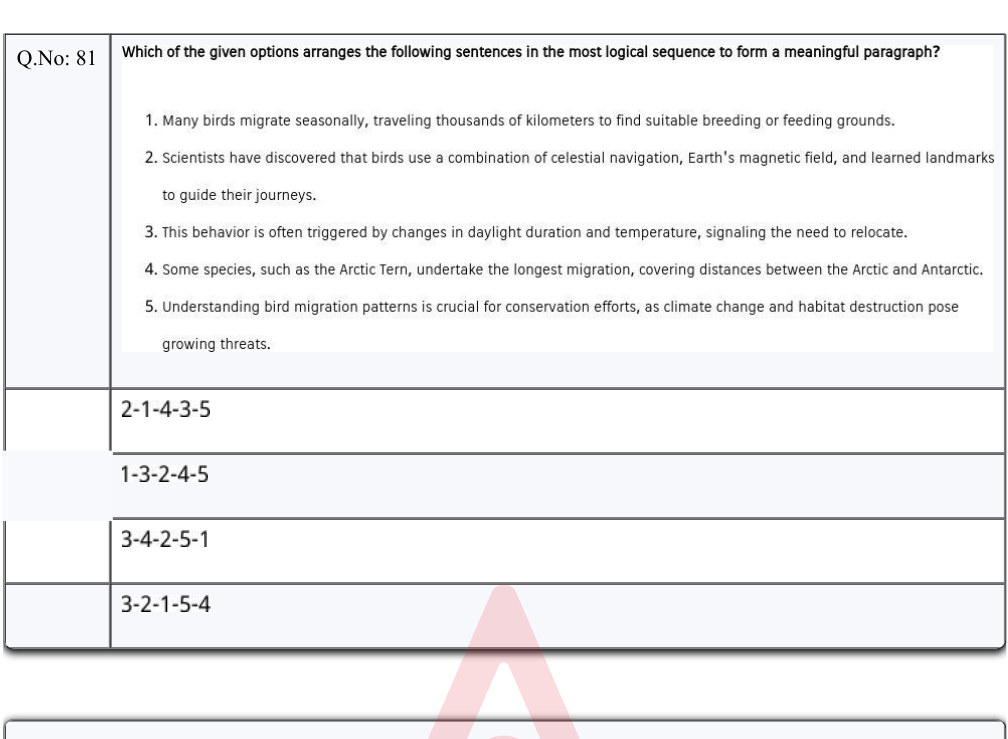 Q.No: 81
Which of the given options arranges the following sentences in the most logical sequence to form a meaningful paragraph?
1. Many birds migrate seasonally, traveling thousands of kilometers to find suitable breeding or feeding grounds.
2. Scientists have discovered that birds use a combination of celestial navigation, Earth's magnetic field, and learned landmarks
to guide their journeys.
3. This behavior is often triggered by changes in daylight duration and temperature, signaling the need to relocate.
4. Some species, such as the Arctic Tern, undertake the longest migration, covering distances between the Arctic and Antarctic.
5. Understanding bird migration patterns is crucial for conservation efforts, as climate change and habitat destruction pose
growing threats.
2-1-4-3-5
1-3-2-4-5
3-4-2-5-1
3-2-1-5-4